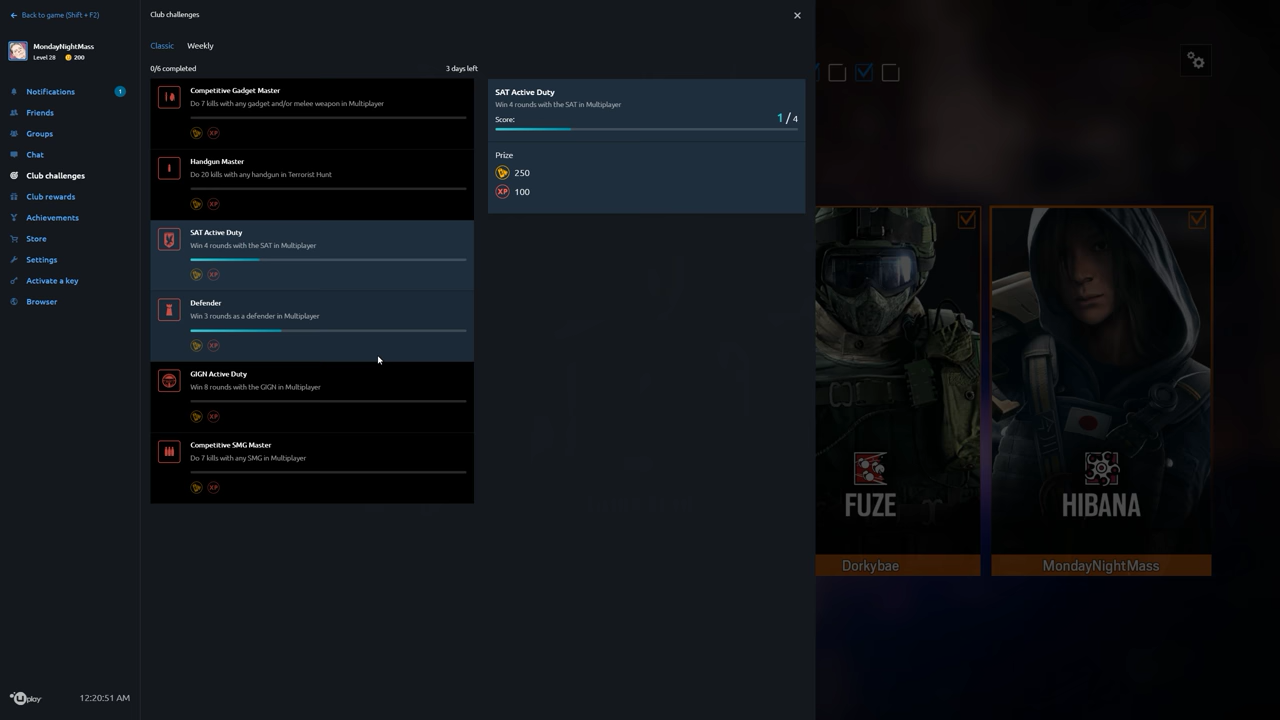 Back to game (Shift + F2)
MondayNightMass
Level 28
200
Notifications
1
Friends
Groups
Chat
Club challenges
Club rewards
Achievements
Store
Settings
Activate a key
Browser
uplay
12:20:51 AM
Club challenges
Classic
Weekly
0/6 completed
3 days left
Competitive Gadget Master
Do 7 kills with any gadget and/or melee weapon in Multiplayer
XP
Handgun Master
Do 20 kills with any handgun in Terrorist Hunt
XP
SAT Active Duty
Win 4 rounds with the SAT in Multiplayer
XP
Defender
Win 3 rounds as a defender in Multiplayer
XP
GIGN Active Duty
Win 8 rounds with the GIGN in Multiplayer
XP
Competitive SMG Master
Do 7 kills with any SMG in Multiplayer
XP
SAT Active Duty
Win 4 rounds with the SAT in Multiplayer
Score:
1 / 4
Prize
250
XP 100
FUZE
Dorkybae
HIBANA
MondayNightMass